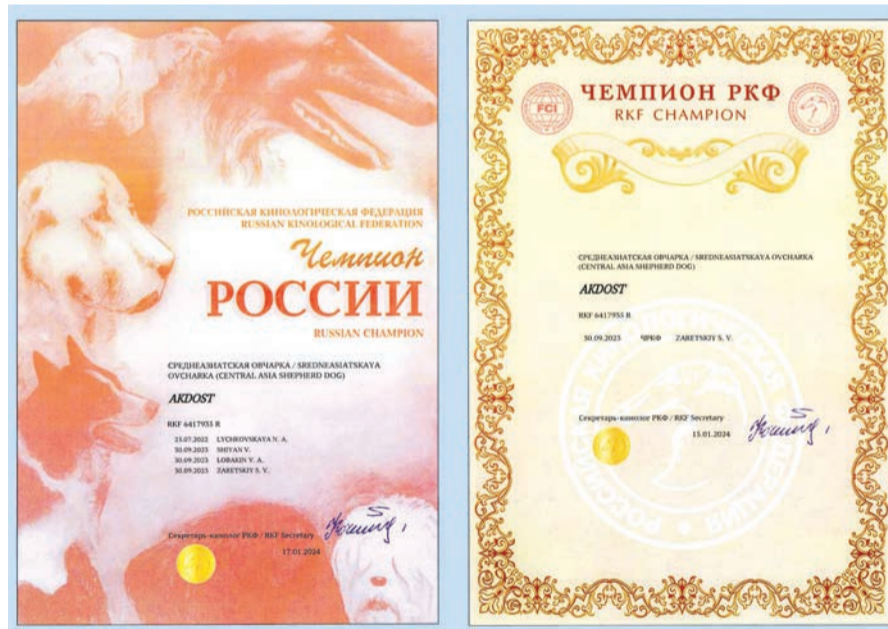 РОССИЙСКАЯ КИНОЛОГИЧЕСКАЯ ФЕДЕРАЦИЯ
RUSSIAN KINOLOGICAL FEDERATION
Чемпион
РОССИИ
RUSSIAN CHAMPION
СРЕДНЕАЗИАТСКАЯ ОВЧАРКА / SREDNEASIATSKAYA
OVCHARKA (CENTRAL ASIA SHEPHERD DOG)
AKDOST
RKF 6417955 R
LYCHKOVSKAYA N. A.
30.09.2023 SHIYAN V.
30.09.2023 LOBAKIN V. A.
30.09.2023 ZARETSKIY S. V.
Секретарь-кинолог РКФ / RKF Secretary
17.01.2024
FCI
ЧЕМПИОН РКФ
RKF CHAMPION
СРЕДНЕАЗИАТСКАЯ ОВЧАРКА / SREDNEASIATSKAYA OVCHARKA
(CENTRAL ASIA SHEPHERD DOG)
AKDOST
RKF 6417955 R
30.09.2023 ЧРКФ ZARETSKIY S. V.
Секретарь-кинолог РКФ / RKF Secretary
15.01.2024